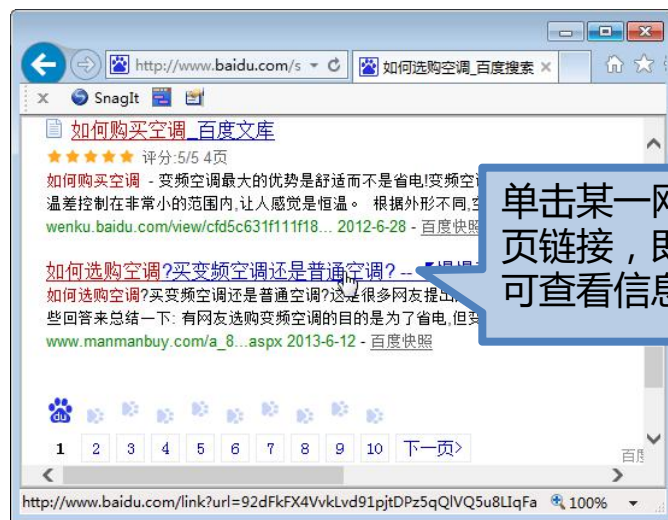 http://www.baidu.com/s
如何选购空调_百度搜索 ×
x SnagIt
如何购买空调_百度文库
评分:5/5 4页
如何购买空调 - 变频空调最大的优势是舒适而不是省电!变频空
温差控制在非常小的范围内,让人感觉是恒温。 根据外形不同,空
wenku.baidu.com/view/cfd5c631f111f18... 2012-6-28 - 百度快照
单击某一网
页链接，即
可查看信息
如何选购空调?买变频空调还是普通空调? --
如何选购空调?买变频空调还是普通空调?这是很多网友提出
些回答来总结一下: 有网友选购变频空调的目的是为了省电,但变
www.manmanbuy.com/a_8...aspx 2013-6-12 - 百度快照
du
1 2 3 4 5 6 7 8 9 10 下一页>
百度
http://www.baidu.com/link?url=92dFkFX4VvkLvd91pjtDPz5qQlVQ5u8LIqFa 100%